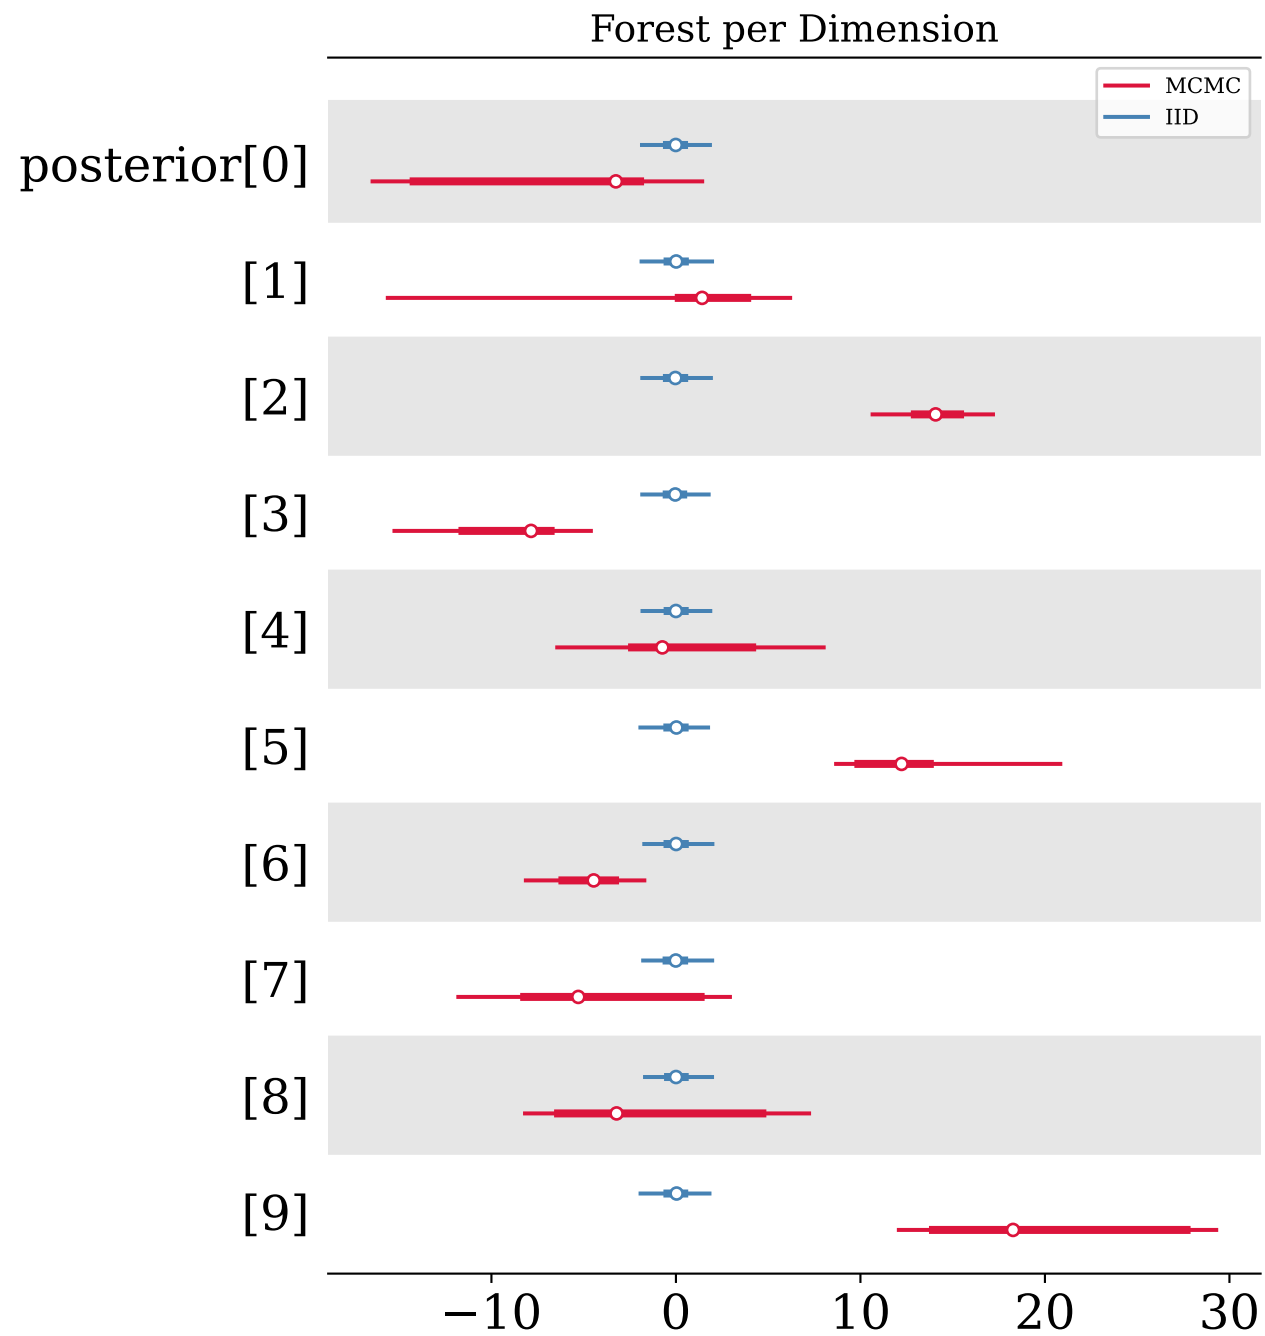 Forest per Dimension
MCMC
IID
posterior[0]
[1]
[2]
[3]
[4]
[5]
[6]
[7]
[8]
[9]
−10 0 10 20 30